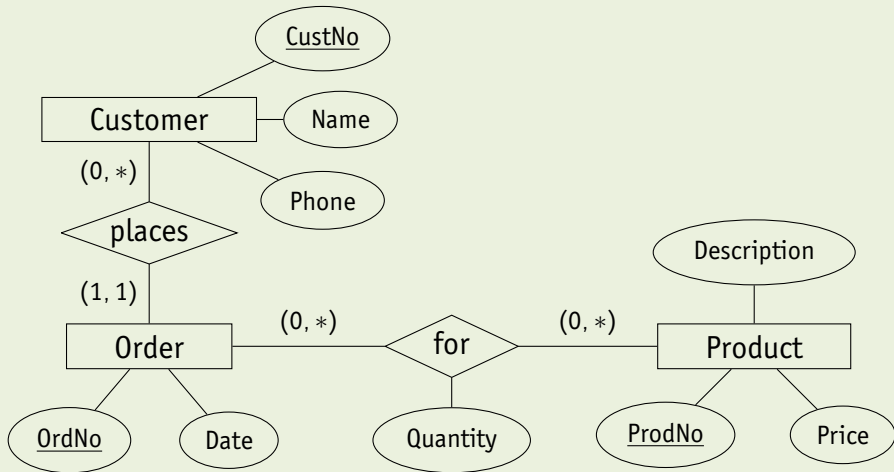 CustNo
Customer
Name
(0, ∗)
Phone
places
Description
(1, 1)
(0, ∗)
(0, ∗)
Order
for
Product
OrdNo
Date
Quantity
ProdNo
Price